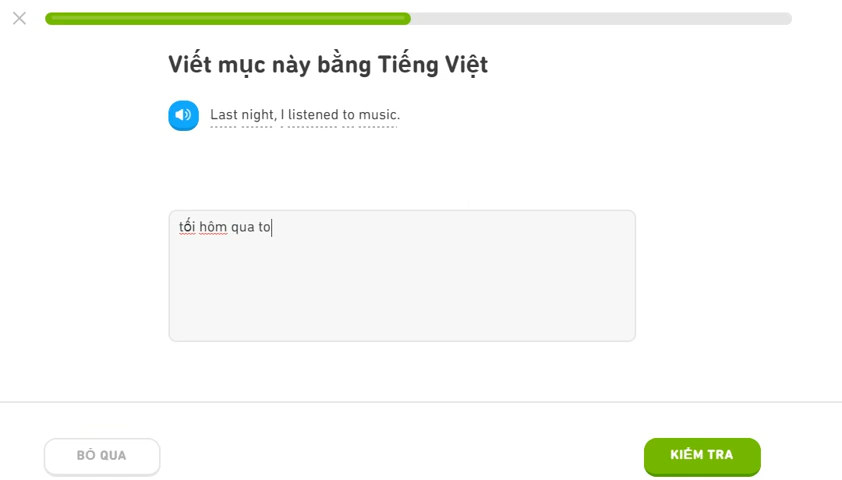 Viết mục này bằng Tiếng Việt
Last night, I listened to music.
tối hôm qua to
BỎ QUA
KIỂM TRA